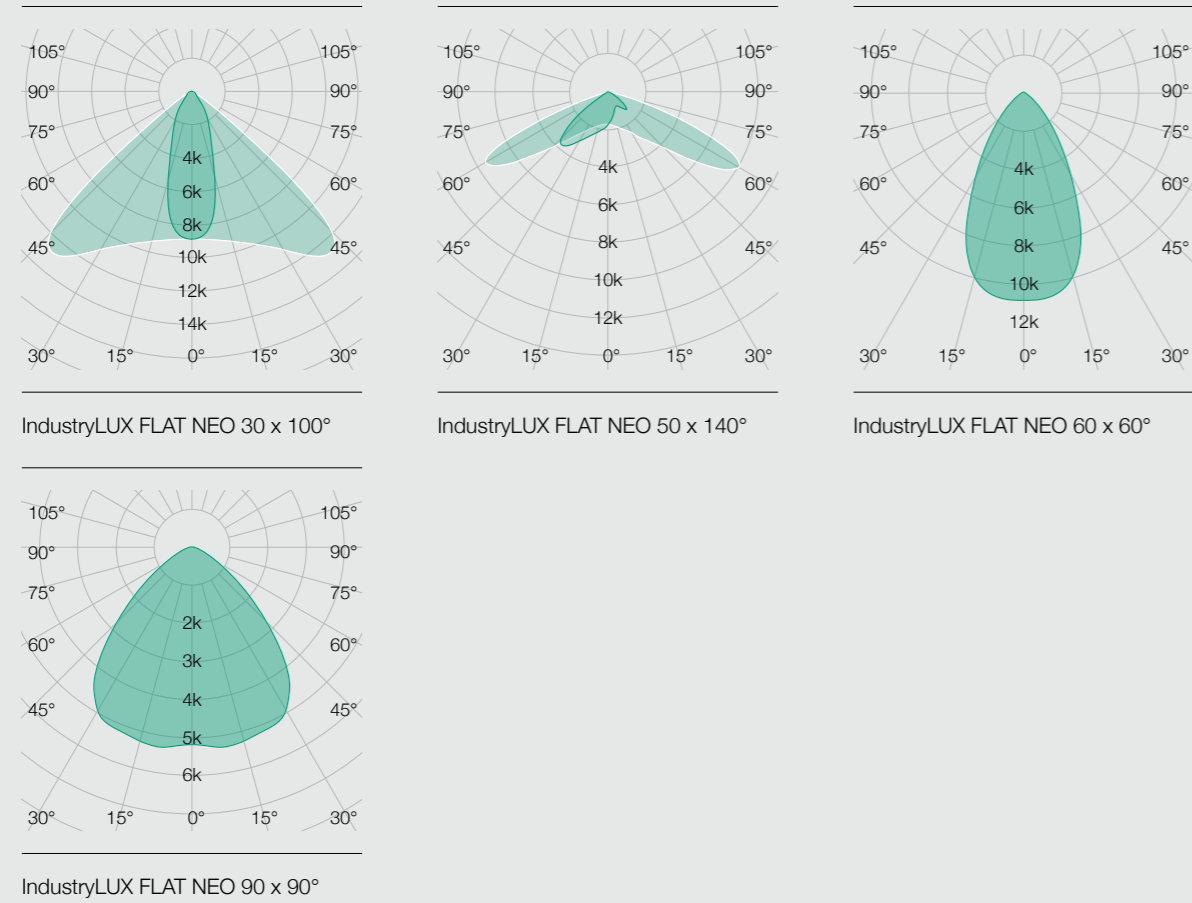 105° 105°
90° 90°
75° 75°
4k
60° 6k 60°
8k
45° 45°
10k
12k
14k
30° 15° 0° 15° 30°
IndustryLUX FLAT NEO 30 x 100°
105° 105°
90° 90°
75° 75°
4k
60° 60°
6k
45° 8k 45°
10k
12k
30° 15° 0° 15° 30°
IndustryLUX FLAT NEO 50 x 140°
105° 105°
90° 90°
75° 75°
4k
60° 60°
6k
45° 8k 45°
10k
12k
30° 15° 0° 15° 30°
IndustryLUX FLAT NEO 60 x 60°
105° 105°
90° 90°
75° 75°
2k
60° 60°
3k
4k
45° 45°
5k
6k
30° 15° 0° 15° 30°
IndustryLUX FLAT NEO 90 x 90°